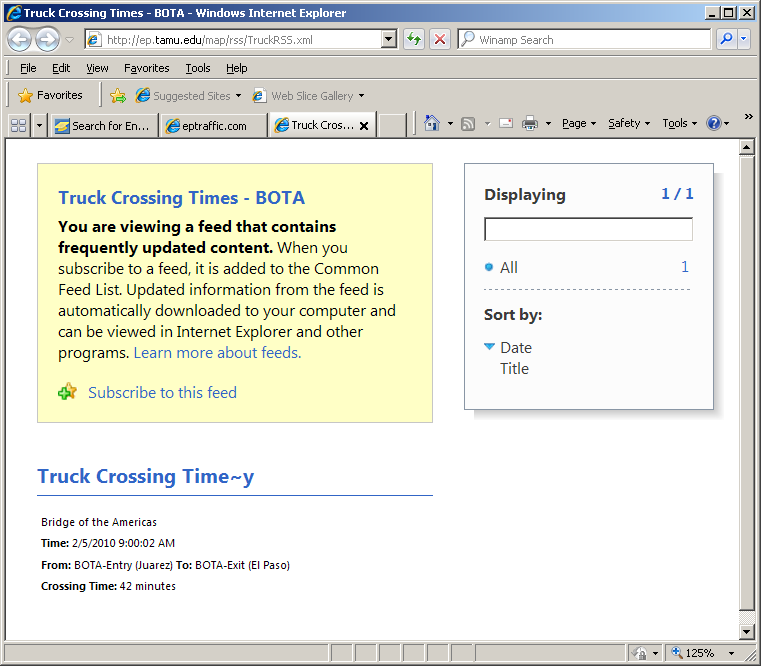 Truck Crossing Times - BOTA - Windows Internet Explorer
http://ep.tamu.edu/map/rss/TruckRSS.xml
Winamp Search
File Edit View Favorites Tools Help
Favorites Suggested Sites Web Slice Gallery
Search for En... eptraffic.com Truck Cros... Page Safety Tools »
Truck Crossing Times - BOTA
You are viewing a feed that contains
frequently updated content. When you
subscribe to a feed, it is added to the Common
Feed List. Updated information from the feed is
automatically downloaded to your computer and
can be viewed in Internet Explorer and other
programs. Learn more about feeds.
Subscribe to this feed
Displaying 1 / 1
All 1
Sort by:
Date
Title
Truck Crossing Time~y
Bridge of the Americas
Time: 2/5/2010 9:00:02 AM
From: BOTA-Entry (Juarez) To: BOTA-Exit (El Paso)
Crossing Time: 42 minutes
125%